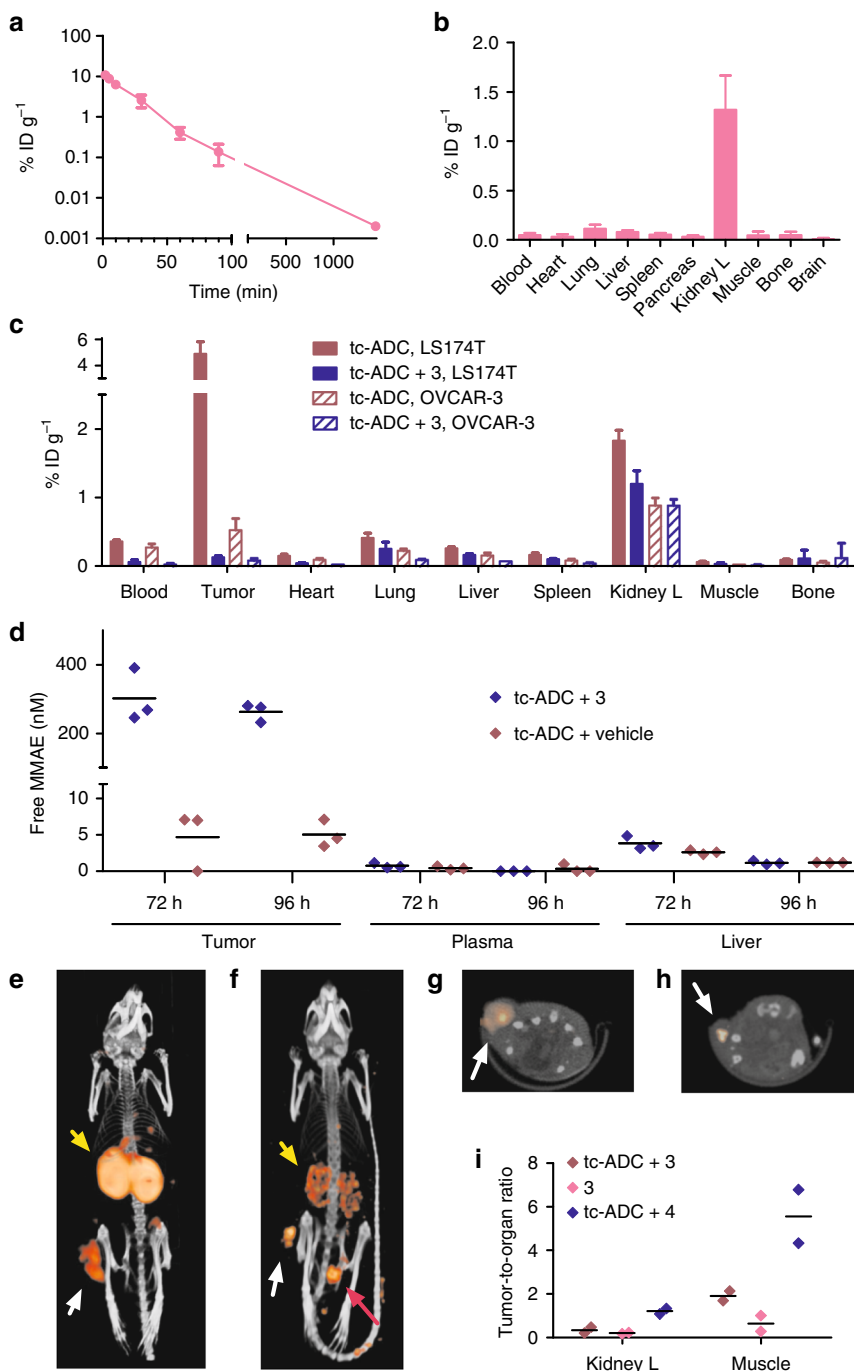 a
100
10
1
0.1
0.01
0.001
% ID g⁻¹
0 20 40 60 80 100 500 1000
Time (min)
b
2.0
1.5
1.0
0.5
0.0
% ID g⁻¹
Blood Heart Lung Liver Spleen Pancreas Kidney L Muscle Bone Brain
c
6
4
2
1
0
% ID g⁻¹
tc-ADC, LS174T
tc-ADC + 3, LS174T
tc-ADC, OVCAR-3
tc-ADC + 3, OVCAR-3
Blood Tumor Heart Lung Liver Spleen Kidney L Muscle Bone
d
400
200
10
5
0
Free MMAE (nM)
tc-ADC + 3
tc-ADC + vehicle
72 h 96 h 72 h 96 h 72 h 96 h
Tumor Plasma Liver
e f g h
i
8
6
4
2
0
Tumor-to-organ ratio
tc-ADC + 3
3
tc-ADC + 4
Kidney L Muscle